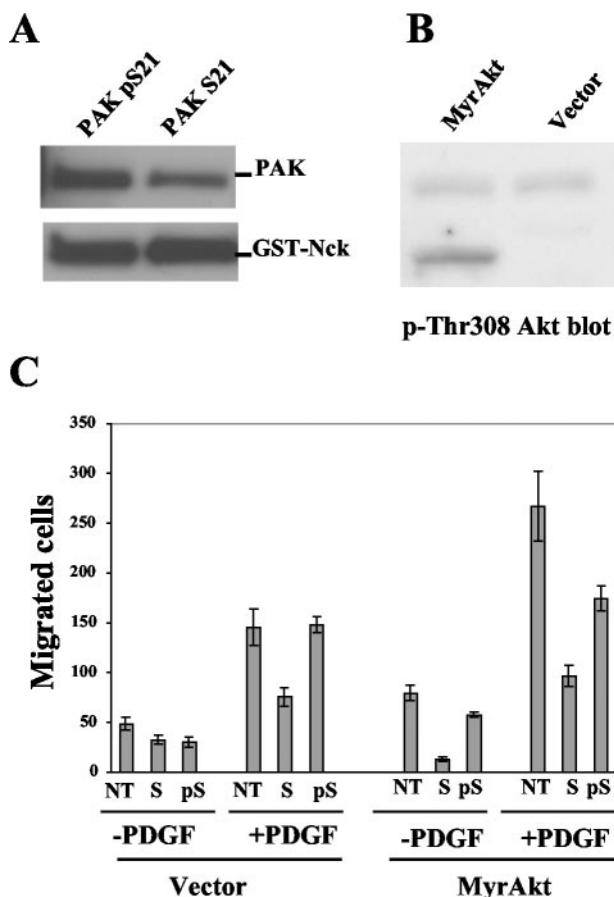 A
PAK pS21
PAK S21
PAK
GST-Nck
B
MyrAkt
Vector
p-Thr308 Akt blot
C
Migrated cells
350
300
250
200
150
100
50
0
NT S pS NT S pS NT S pS NT S pS
-PDGF +PDGF -PDGF +PDGF
Vector MyrAkt